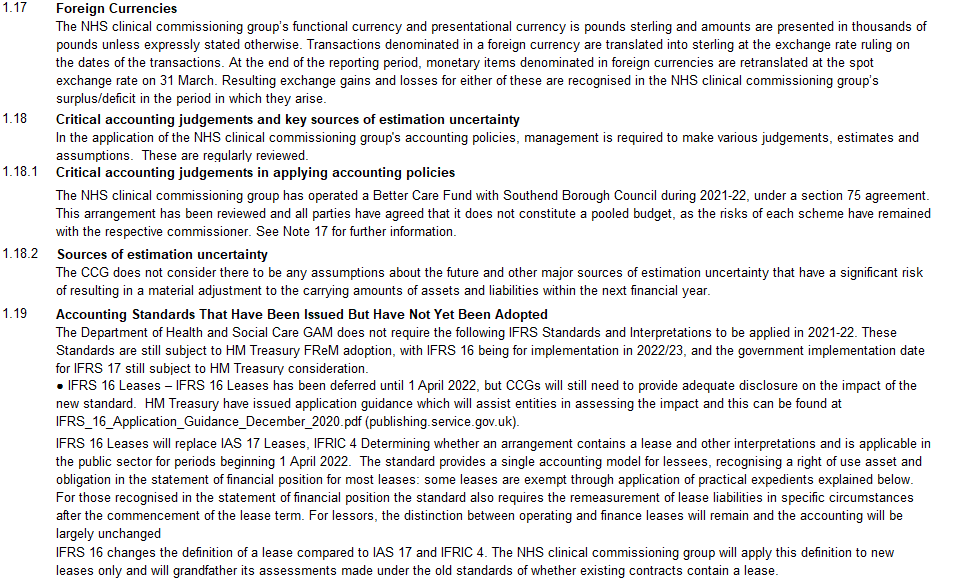 1.17 Foreign Currencies
The NHS clinical commissioning group's functional currency and presentational currency is pounds sterling and amounts are presented in thousands of
pounds unless expressly stated otherwise. Transactions denominated in a foreign currency are translated into sterling at the exchange rate ruling on
the dates of the transactions. At the end of the reporting period, monetary items denominated in foreign currencies are retranslated at the spot
exchange rate on 31 March. Resulting exchange gains and losses for either of these are recognised in the NHS clinical commissioning group's
surplus/deficit in the period in which they arise.
1.18 Critical accounting judgements and key sources of estimation uncertainty
In the application of the NHS clinical commissioning group's accounting policies, management is required to make various judgements, estimates and
assumptions. These are regularly reviewed.
1.18.1 Critical accounting judgements in applying accounting policies
The NHS clinical commissioning group has operated a Better Care Fund with Southend Borough Council during 2021-22, under a section 75 agreement.
This arrangement has been reviewed and all parties have agreed that it does not constitute a pooled budget, as the risks of each scheme have remained
with the respective commissioner. See Note 17 for further information.
1.18.2 Sources of estimation uncertainty
The CCG does not consider there to be any assumptions about the future and other major sources of estimation uncertainty that have a significant risk
of resulting in a material adjustment to the carrying amounts of assets and liabilities within the next financial year.
1.19 Accounting Standards That Have Been Issued But Have Not Yet Been Adopted
The Department of Health and Social Care GAM does not require the following IFRS Standards and Interpretations to be applied in 2021-22. These
Standards are still subject to HM Treasury FReM adoption, with IFRS 16 being for implementation in 2022/23, and the government implementation date
for IFRS 17 still subject to HM Treasury consideration.
● IFRS 16 Leases – IFRS 16 Leases has been deferred until 1 April 2022, but CCGs will still need to provide adequate disclosure on the impact of the
new standard. HM Treasury have issued application guidance which will assist entities in assessing the impact and this can be found at
IFRS_16_Application_Guidance_December_2020.pdf (publishing.service.gov.uk).
IFRS 16 Leases will replace IAS 17 Leases, IFRIC 4 Determining whether an arrangement contains a lease and other interpretations and is applicable in
the public sector for periods beginning 1 April 2022. The standard provides a single accounting model for lessees, recognising a right of use asset and
obligation in the statement of financial position for most leases: some leases are exempt through application of practical expedients explained below.
For those recognised in the statement of financial position the standard also requires the remeasurement of lease liabilities in specific circumstances
after the commencement of the lease term. For lessors, the distinction between operating and finance leases will remain and the accounting will be
largely unchanged
IFRS 16 changes the definition of a lease compared to IAS 17 and IFRIC 4. The NHS clinical commissioning group will apply this definition to new
leases only and will grandfather its assessments made under the old standards of whether existing contracts contain a lease.